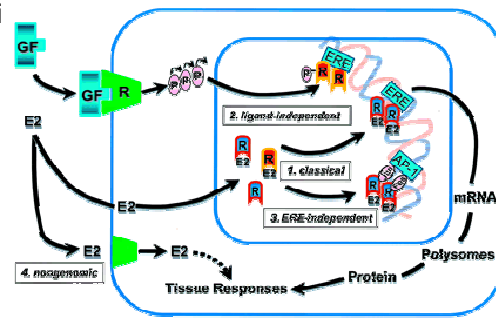 GF
GF R
P P P
P R R
ERE
2. ligand-independent
ERE
R R
E2 E2
E2
R
E2
R
E2
R
1. classical
3. ERE-independent
AP-1
R R
E2 E2
mRNA
E2
4. nongenomic
E2
E2
Tissue Responses
Protein
Polysomes